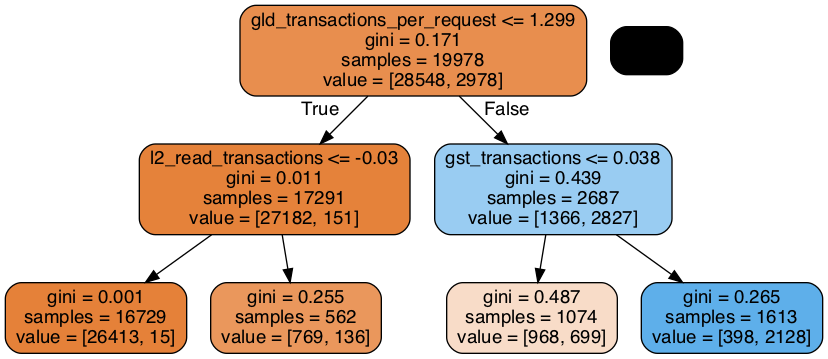 gld_transactions_per_request <= 1.299
gini = 0.171
samples = 19978
value = [28548, 2978]
True
False
l2_read_transactions <= -0.03
gini = 0.011
samples = 17291
value = [27182, 151]
gst_transactions <= 0.038
gini = 0.439
samples = 2687
value = [1366, 2827]
gini = 0.001
samples = 16729
value = [26413, 15]
gini = 0.255
samples = 562
value = [769, 136]
gini = 0.487
samples = 1074
value = [968, 699]
gini = 0.265
samples = 1613
value = [398, 2128]